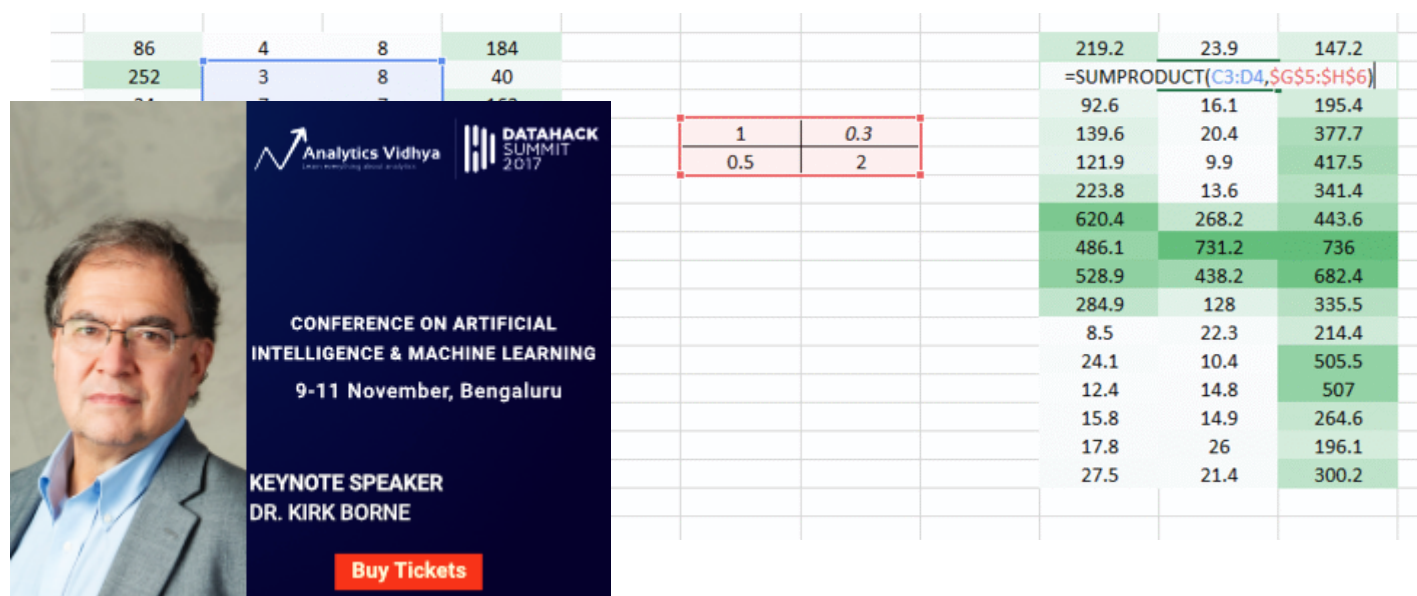 86 4 8 184 219.2 23.9 147.2
252 3 8 40 =SUMPRODUCT(C3:D4,$G$5:$H$6)
92.6 16.1 195.4
1 0.3 139.6 20.4 377.7
0.5 2 121.9 9.9 417.5
223.8 13.6 341.4
620.4 268.2 443.6
486.1 731.2 736
528.9 438.2 682.4
284.9 128 335.5
8.5 22.3 214.4
24.1 10.4 505.5
12.4 14.8 507
15.8 14.9 264.6
17.8 26 196.1
27.5 21.4 300.2
Analytics Vidhya
Learn everything about analytics
DATAHACK
SUMMIT
2017
CONFERENCE ON ARTIFICIAL
INTELLIGENCE & MACHINE LEARNING
9-11 November, Bengaluru
KEYNOTE SPEAKER
DR. KIRK BORNE
Buy Tickets